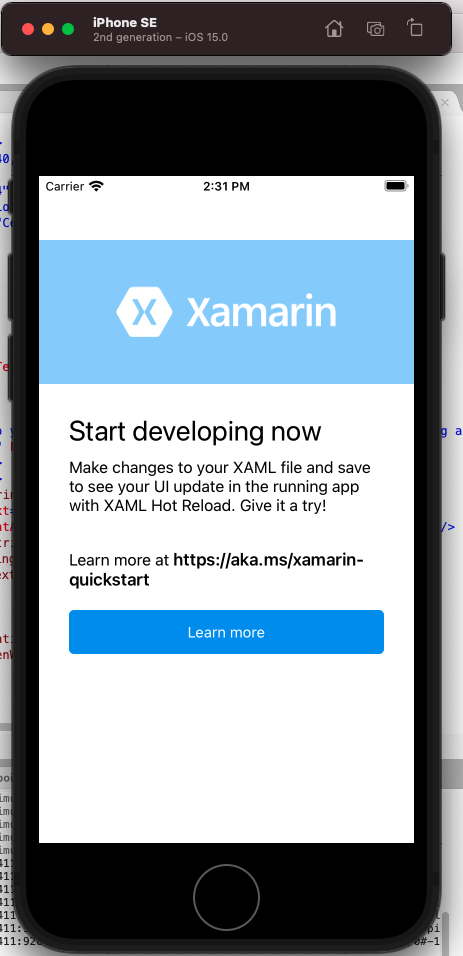 iPhone SE
2nd generation – iOS 15.0
Carrier 2:31 PM
Xamarin
Start developing now
Make changes to your XAML file and save
to see your UI update in the running app
with XAML Hot Reload. Give it a try!
Learn more at https://aka.ms/xamarin-
quickstart
Learn more